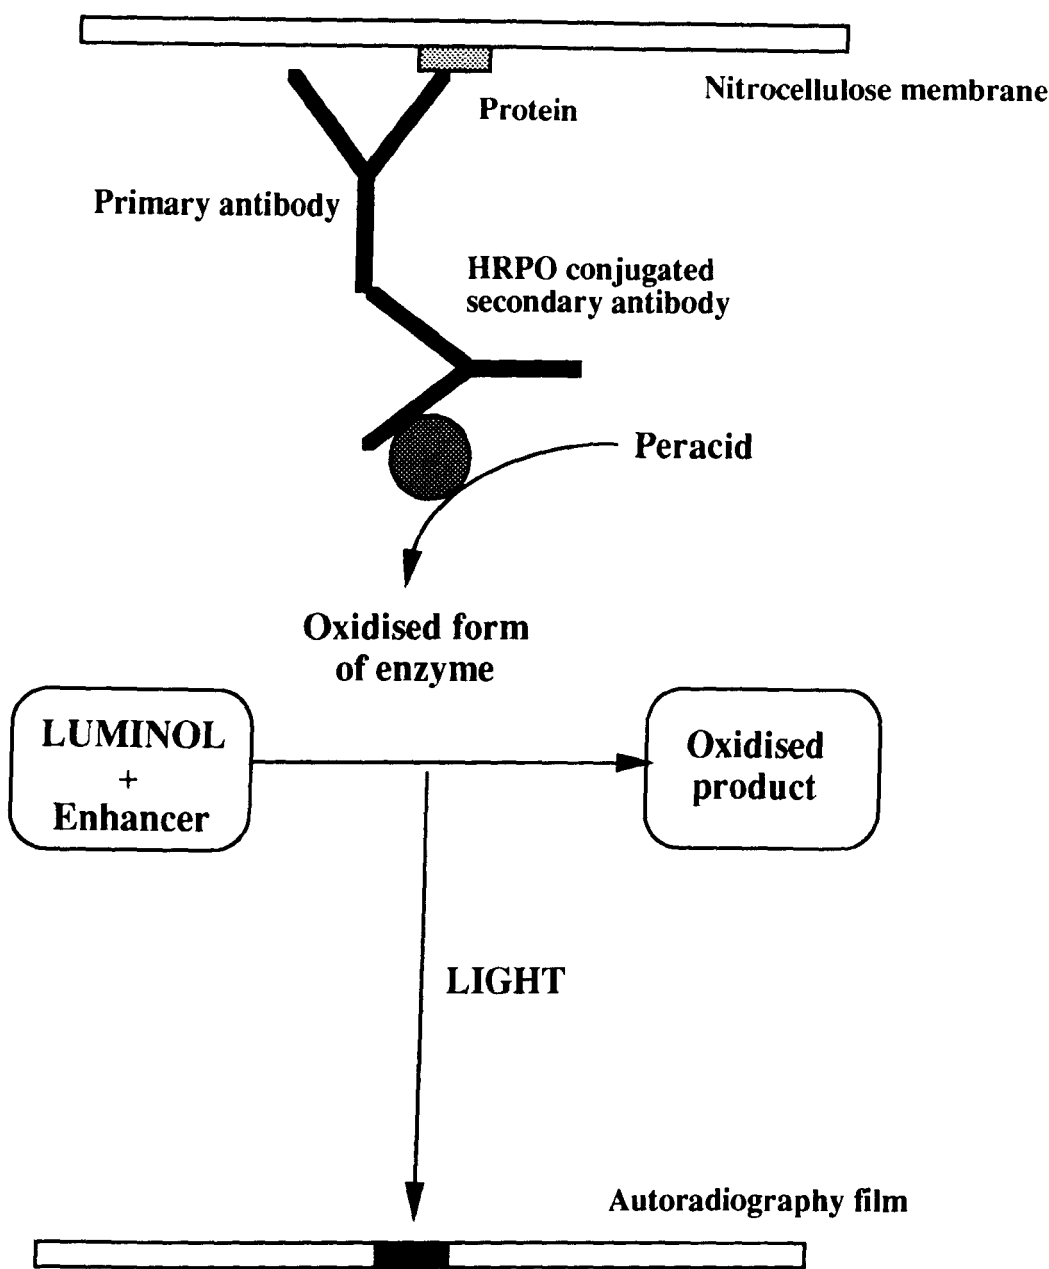 Nitrocellulose membrane
Protein
Primary antibody
HRPO conjugated
secondary antibody
Peracid
Oxidised form
of enzyme
LUMINOL
+
Enhancer
Oxidised
product
LIGHT
Autoradiography film